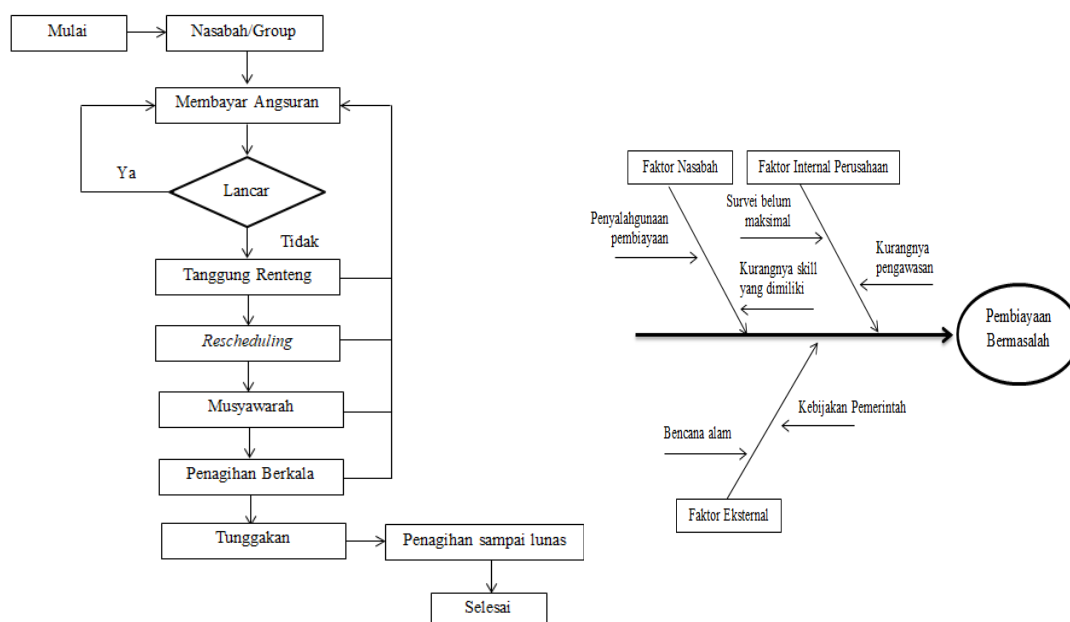 Mulai
Nasabah/Group
Membayar Angsuran
Ya
Lancar
Tidak
Tanggung Renteng
Rescheduling
Musyawarah
Penagihan Berkala
Tunggakan
Penagihan sampai lunas
Selesai
Faktor Nasabah
Faktor Internal Perusahaan
Penyalahgunaan
pembiayaan
Survei belum
maksimal
Kurangnya skill
yang dimiliki
Kurangnya
pengawasan
Pembiayaan
Bermasalah
Kebijakan Pemerintah
Bencana alam
Faktor Eksternal